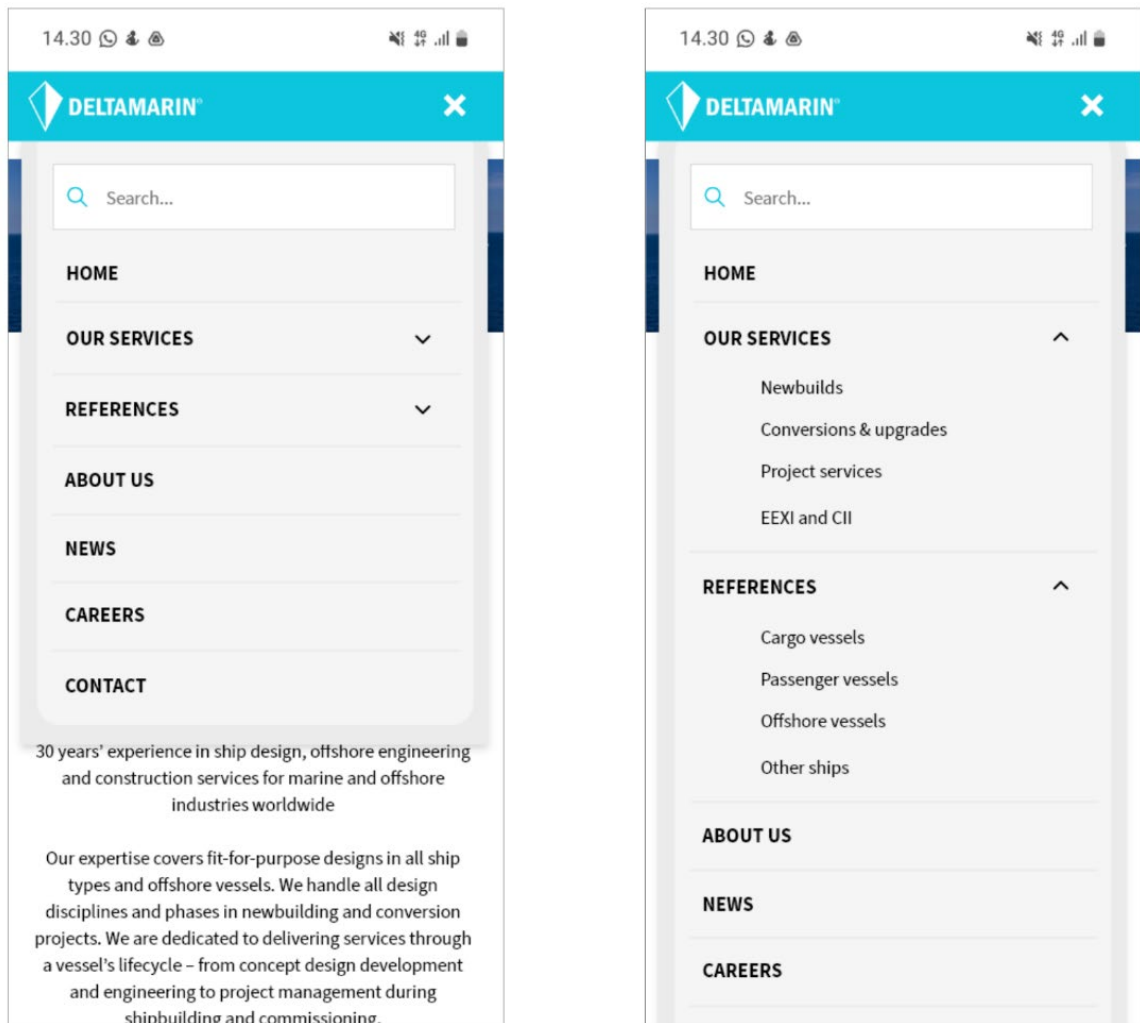 14.30
4G
DELTAMARIN®
Search...
HOME
OUR SERVICES
REFERENCES
ABOUT US
NEWS
CAREERS
CONTACT
30 years' experience in ship design, offshore engineering
and construction services for marine and offshore
industries worldwide
Our expertise covers fit-for-purpose designs in all ship
types and offshore vessels. We handle all design
disciplines and phases in newbuilding and conversion
projects. We are dedicated to delivering services through
a vessel's lifecycle – from concept design development
and engineering to project management during
shipbuilding and commissioning.
14.30
4G
DELTAMARIN®
Search...
HOME
OUR SERVICES
Newbuilds
Conversions & upgrades
Project services
EEXI and CII
REFERENCES
Cargo vessels
Passenger vessels
Offshore vessels
Other ships
ABOUT US
NEWS
CAREERS